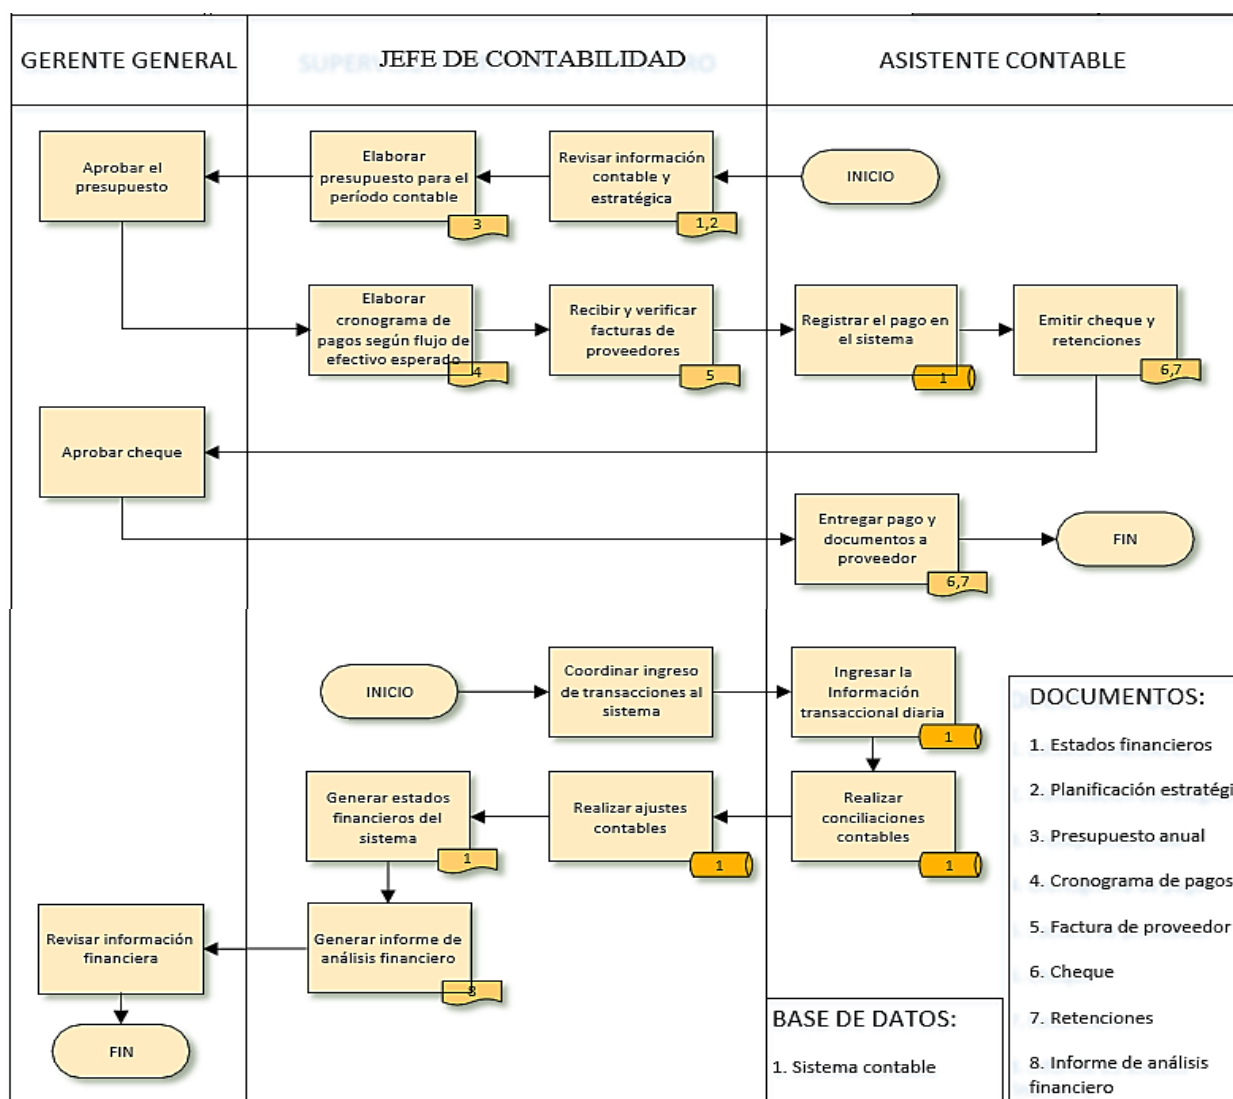 GERENTE GENERAL
JEFE DE CONTABILIDAD
ASISTENTE CONTABLE
Aprobar el
presupuesto
Elaborar
presupuesto para el
período contable
3
Revisar información
contable y
estratégica
1,2
INICIO
Elaborar
cronograma de
pagos según flujo de
efectivo esperado
4
Recibir y verificar
facturas de
proveedores
5
Registrar el pago en
el sistema
1
Emitir cheque y
retenciones
6,7
Aprobar cheque
Entregar pago y
documentos a
proveedor
6,7
FIN
INICIO
Coordinar ingreso
de transacciones al
sistema
Ingresar la
Información
transaccional diaria
1
Generar estados
financieros del
sistema
1
Realizar ajustes
contables
1
Realizar
conciliaciones
contables
1
Revisar información
financiera
Generar informe de
análisis financiero
8
FIN
BASE DE DATOS:
1. Sistema contable
DOCUMENTOS:
1. Estados financieros
2. Planificación estratégi
3. Presupuesto anual
4. Cronograma de pagos
5. Factura de proveedor
6. Cheque
7. Retenciones
8. Informe de análisis
financiero